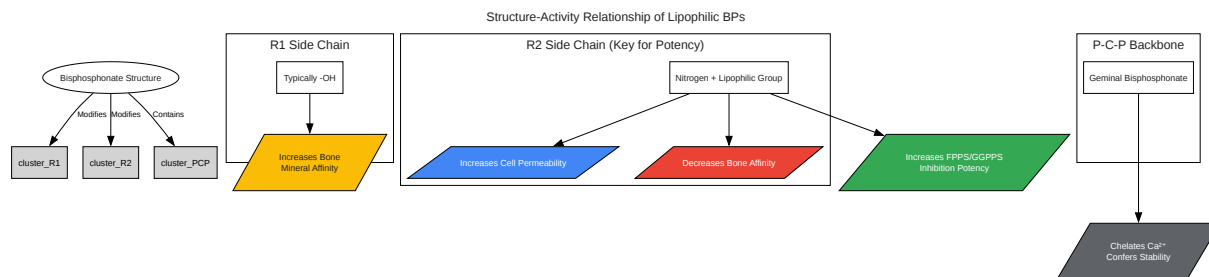 Structure-Activity Relationship of Lipophilic BPs
R1 Side Chain
R2 Side Chain (Key for Potency)
P-C-P Backbone
Bisphosphonate Structure
Typically -OH
Nitrogen + Lipophilic Group
Geminal Bisphosphonate
Modifies
Modifies
Contains
cluster_R1
cluster_R2
cluster_PCP
Increases Bone
Mineral Affinity
Increases Cell Permeability
Decreases Bone Affinity
Increases FPPS/GGPPS
Inhibition Potency
Chelates Ca²⁺
Confers Stability